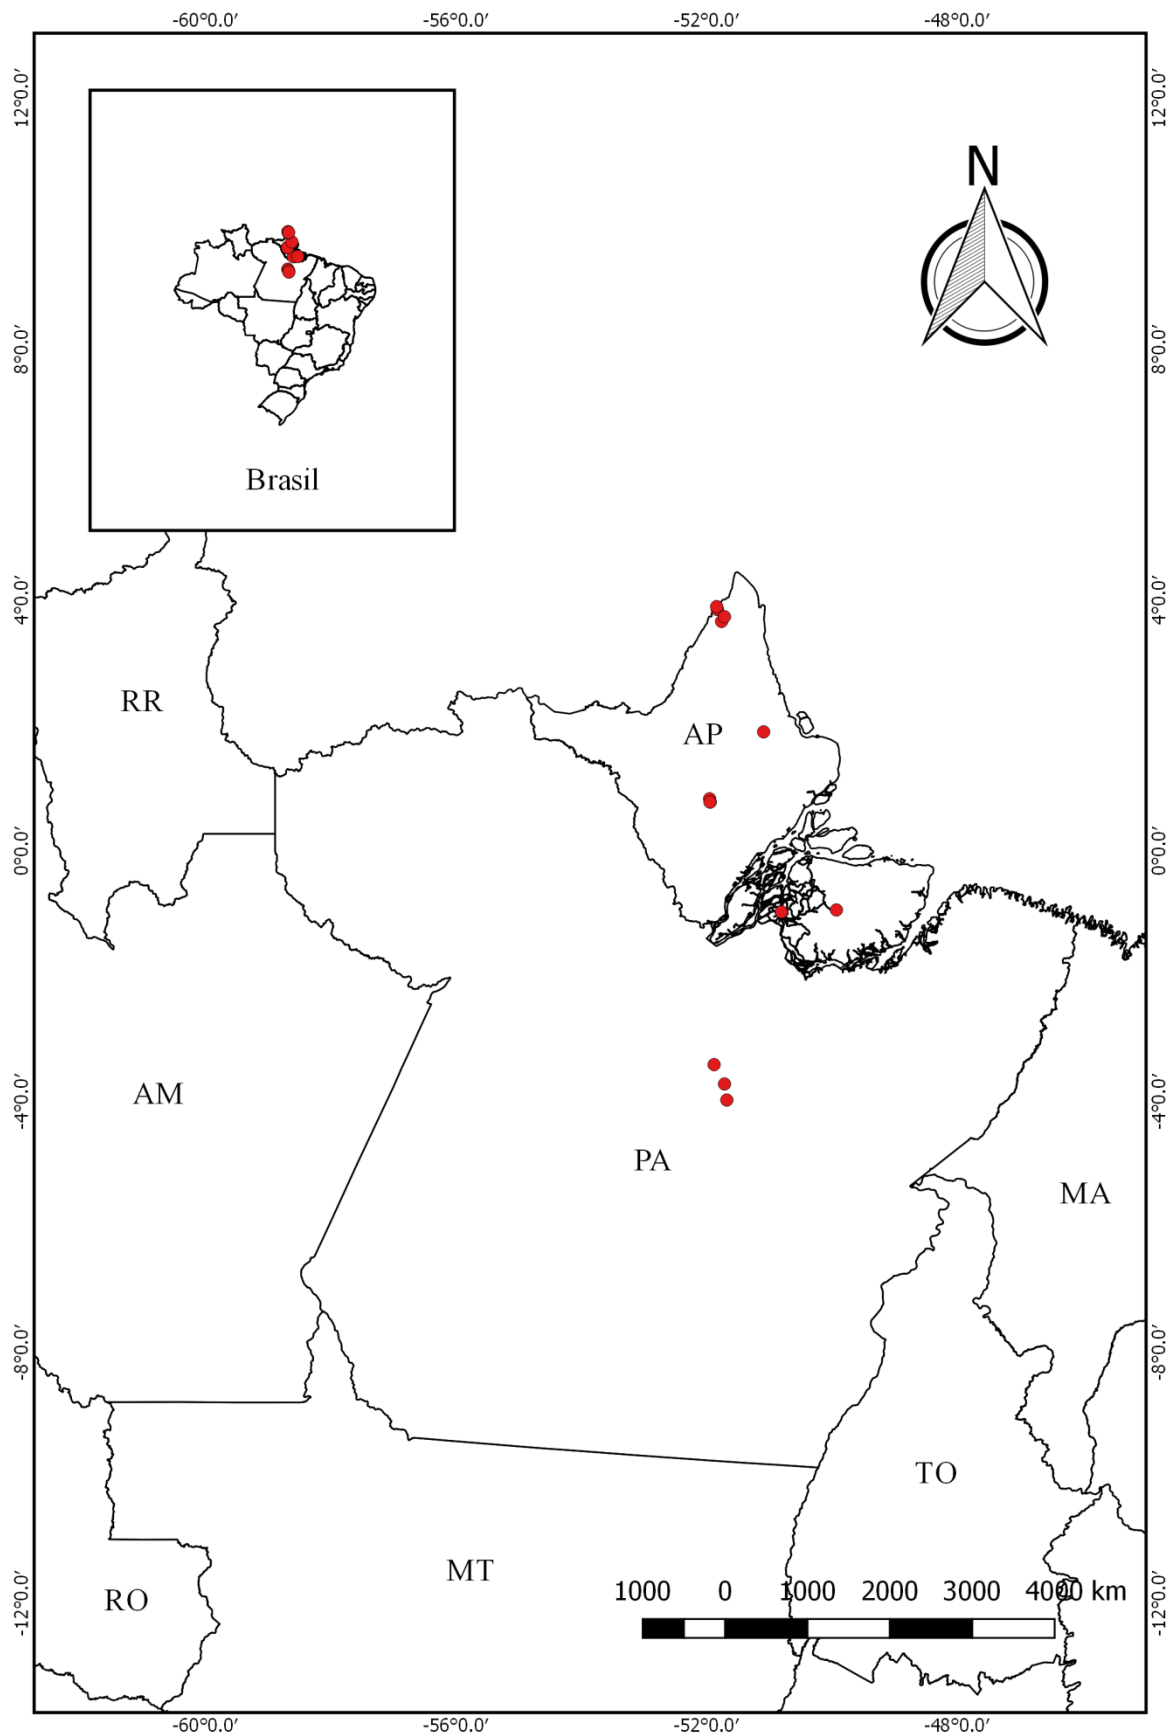 -60°0.0′ -56°0.0′ -52°0.0′ -48°0.0′
12°0.0′ 12°0.0′
N
8°0.0′ 8°0.0′
Brasil
4°0.0′ 4°0.0′
RR
AP
0°0.0′ 0°0.0′
AM
-4°0.0′ -4°0.0′
PA
MA
-8°0.0′ -8°0.0′
TO
MT
RO
-12°0.0′ -12°0.0′
1000 0 1000 2000 3000 4000 km
-60°0.0′ -56°0.0′ -52°0.0′ -48°0.0′